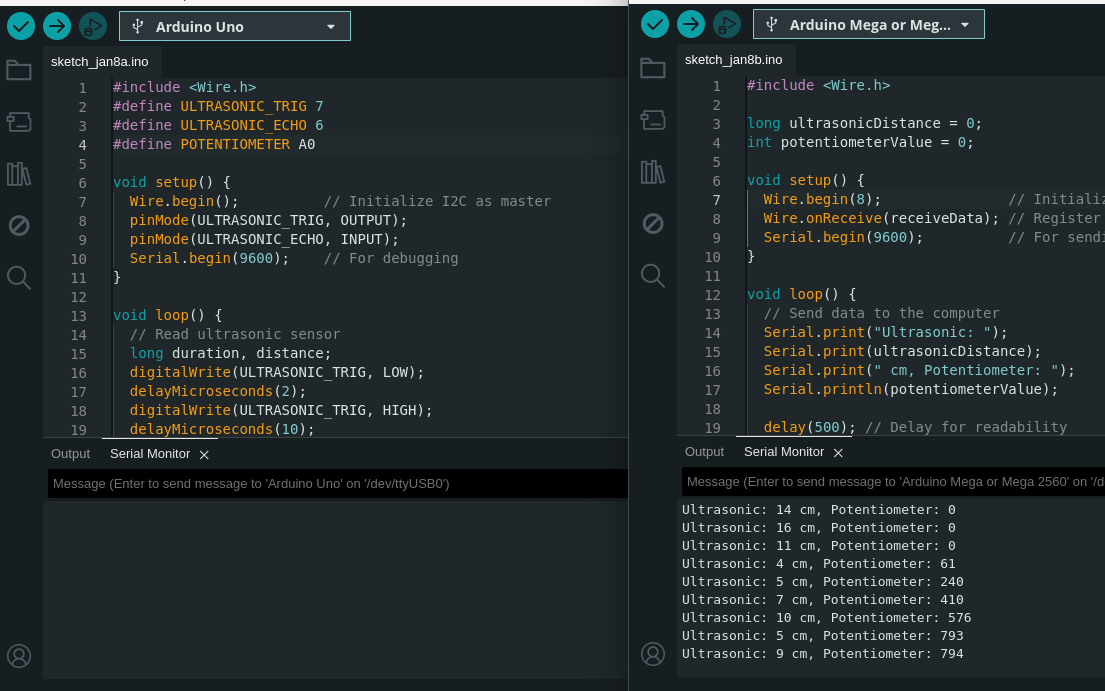 Arduino Uno
sketch_jan8a.ino
1 #include <Wire.h>
2 #define ULTRASONIC_TRIG 7
3 #define ULTRASONIC_ECHO 6
4 #define POTENTIOMETER A0
5
6 void setup() {
7   Wire.begin();          // Initialize I2C as master
8   pinMode(ULTRASONIC_TRIG, OUTPUT);
9   pinMode(ULTRASONIC_ECHO, INPUT);
10   Serial.begin(9600);    // For debugging
11 }
12
13 void loop() {
14   // Read ultrasonic sensor
15   long duration, distance;
16   digitalWrite(ULTRASONIC_TRIG, LOW);
17   delayMicroseconds(2);
18   digitalWrite(ULTRASONIC_TRIG, HIGH);
19   delayMicroseconds(10);
Output Serial Monitor
Message (Enter to send message to 'Arduino Uno' on '/dev/ttyUSB0')
Arduino Mega or Meg...
sketch_jan8b.ino
1 #include <Wire.h>
2
3 long ultrasonicDistance = 0;
4 int potentiometerValue = 0;
5
6 void setup() {
7   Wire.begin(8);               // Initializ
8   Wire.onReceive(receiveData); // Register
9   Serial.begin(9600);          // For sendi
10 }
11
12 void loop() {
13   // Send data to the computer
14   Serial.print("Ultrasonic: ");
15   Serial.print(ultrasonicDistance);
16   Serial.print(" cm, Potentiometer: ");
17   Serial.println(potentiometerValue);
18
19   delay(500); // Delay for readability
Output Serial Monitor
Message (Enter to send message to 'Arduino Mega or Mega 2560' on '/d
Ultrasonic: 14 cm, Potentiometer: 0
Ultrasonic: 16 cm, Potentiometer: 0
Ultrasonic: 11 cm, Potentiometer: 0
Ultrasonic: 4 cm, Potentiometer: 61
Ultrasonic: 5 cm, Potentiometer: 240
Ultrasonic: 7 cm, Potentiometer: 410
Ultrasonic: 10 cm, Potentiometer: 576
Ultrasonic: 5 cm, Potentiometer: 793
Ultrasonic: 9 cm, Potentiometer: 794